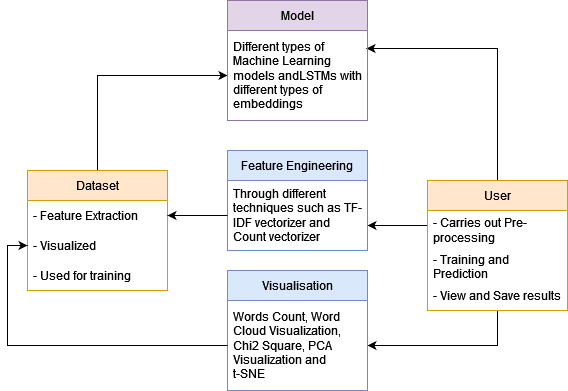 Model
Different types of
Machine Learning
models andLSTMs with
different types of
embeddings
Feature Engineering
Through different
techniques such as TF-
IDF vectorizer and
Count vectorizer
Dataset
- Feature Extraction
- Visualized
- Used for training
User
- Carries out Pre-
processing
- Training and
Prediction
- View and Save results
Visualisation
Words Count, Word
Cloud Visualization,
Chi2 Square, PCA
Visualization and
t-SNE